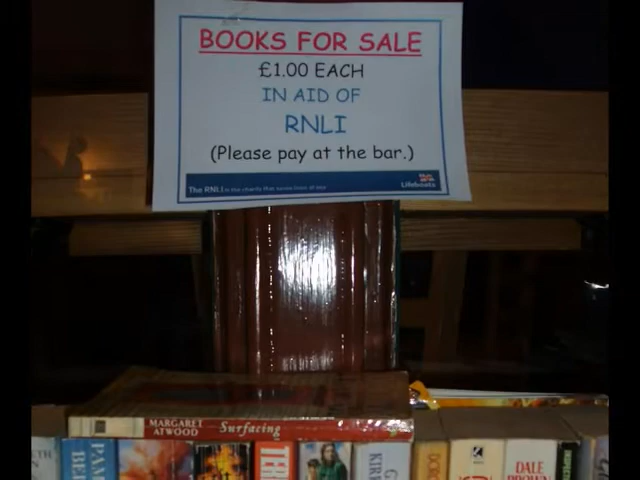 BOOKS FOR SALE
£1.00 EACH
IN AID OF
RNLI
(Please pay at the bar.)
The RNLI is the charity that saves lives at sea
Lifeboats
MARGARET
ATWOOD
Surfacing
DALE
BROWN